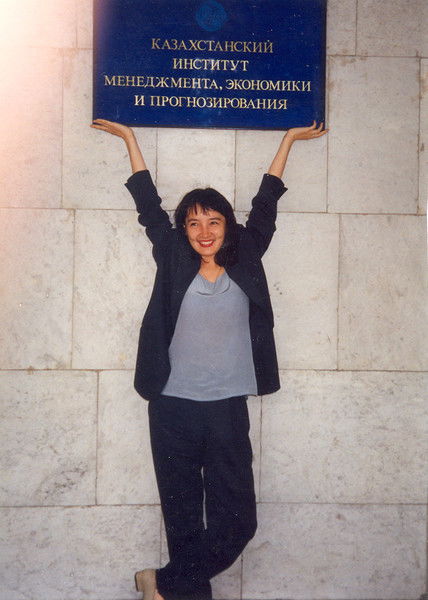 КАЗАХСТАНСКИЙ
ИНСТИТУТ
МЕНЕДЖМЕНТА, ЭКОНОМИКИ
И ПРОГНОЗИРОВАНИЯ